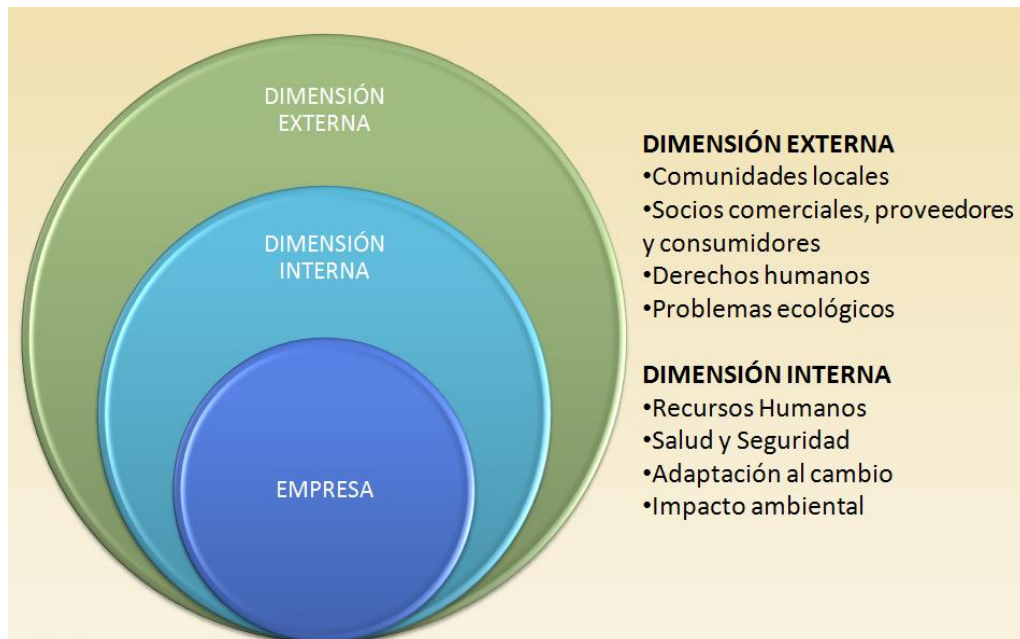 DIMENSIÓN
EXTERNA
DIMENSIÓN
INTERNA
EMPRESA
DIMENSIÓN EXTERNA
•Comunidades locales
•Socios comerciales, proveedores
y consumidores
•Derechos humanos
•Problemas ecológicos
DIMENSIÓN INTERNA
•Recursos Humanos
•Salud y Seguridad
•Adaptación al cambio
•Impacto ambiental